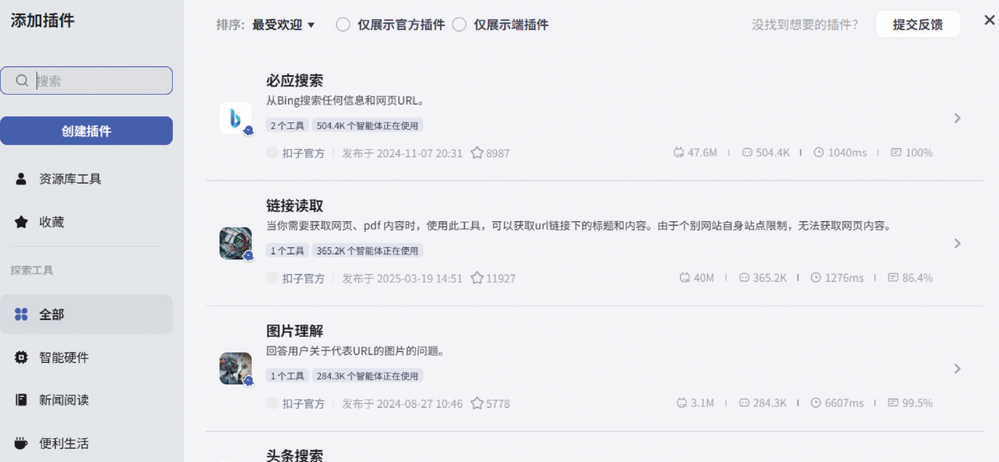 添加插件
搜索
创建插件
资源库工具
收藏
探索工具
全部
智能硬件
新闻阅读
便利生活
排序: 最受欢迎 仅展示官方插件 仅展示端插件 没找到想要的插件? 提交反馈
必应搜索
从Bing搜索任何信息和网页URL。
2 个工具 504.4K 个智能体正在使用
扣子官方 发布于 2024-11-07 20:31 8987 47.6M 504.4K 1040ms 100%
链接读取
当你需要获取网页、pdf 内容时，使用此工具，可以获取url链接下的标题和内容。由于个别网站自身站点限制，无法获取网页内容。
1 个工具 365.2K 个智能体正在使用
扣子官方 发布于 2025-03-19 14:51 11927 40M 365.2K 1276ms 86.4%
图片理解
回答用户关于代表URL的图片的问题。
1 个工具 284.3K 个智能体正在使用
扣子官方 发布于 2024-08-27 10:46 5778 3.1M 284.3K 6607ms 99.5%
头条搜索